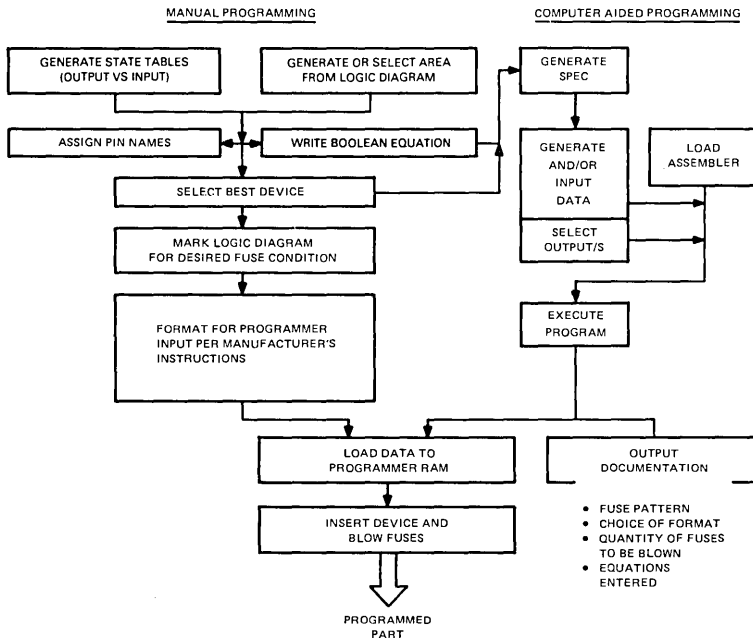 MANUAL PROGRAMMING
COMPUTER AIDED PROGRAMMING
GENERATE STATE TABLES
(OUTPUT VS INPUT)
GENERATE OR SELECT AREA
FROM LOGIC DIAGRAM
ASSIGN PIN NAMES
WRITE BOOLEAN EQUATION
SELECT BEST DEVICE
MARK LOGIC DIAGRAM
FOR DESIRED FUSE CONDITION
FORMAT FOR PROGRAMMER
INPUT PER MANUFACTURER'S
INSTRUCTIONS
GENERATE
SPEC
GENERATE
AND/OR
INPUT
DATA
SELECT
OUTPUT/S
LOAD
ASSEMBLER
EXECUTE
PROGRAM
LOAD DATA TO
PROGRAMMER RAM
OUTPUT
DOCUMENTATION
• FUSE PATTERN
• CHOICE OF FORMAT
• QUANTITY OF FUSES
TO BE BLOWN
• EQUATIONS
ENTERED
INSERT DEVICE AND
BLOW FUSES
PROGRAMMED
PART